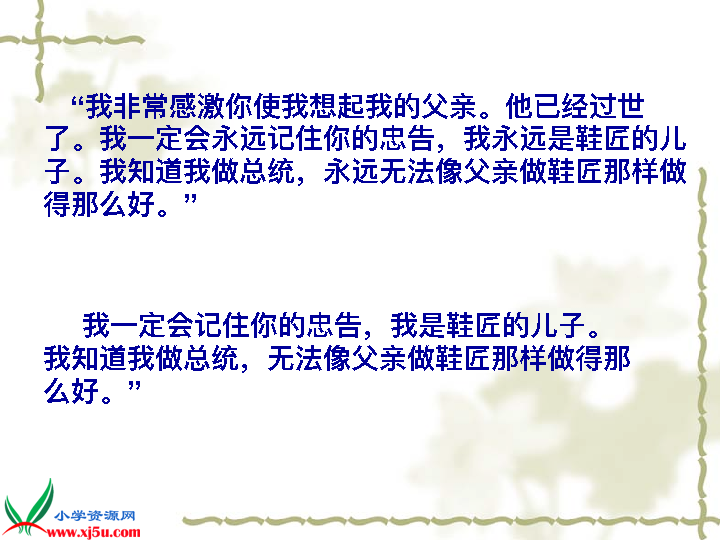 “我非常感激你使我想起我的父亲。他已经过世
了。我一定会永远记住你的忠告，我永远是鞋匠的儿
子。我知道我做总统，永远无法像父亲做鞋匠那样做
得那么好。”
我一定会记住你的忠告，我是鞋匠的儿子。
我知道我做总统，无法像父亲做鞋匠那样做得那
么好。”
小学资源网
www.xj5u.com